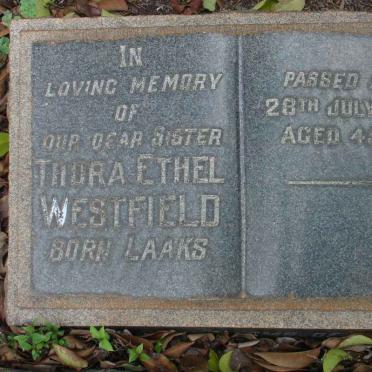 IN
LOVING MEMORY
OF
OUR DEAR SISTER
THORA ETHEL
WESTFIELD
BORN LAAKS
PASSED
28TH JULY
AGED